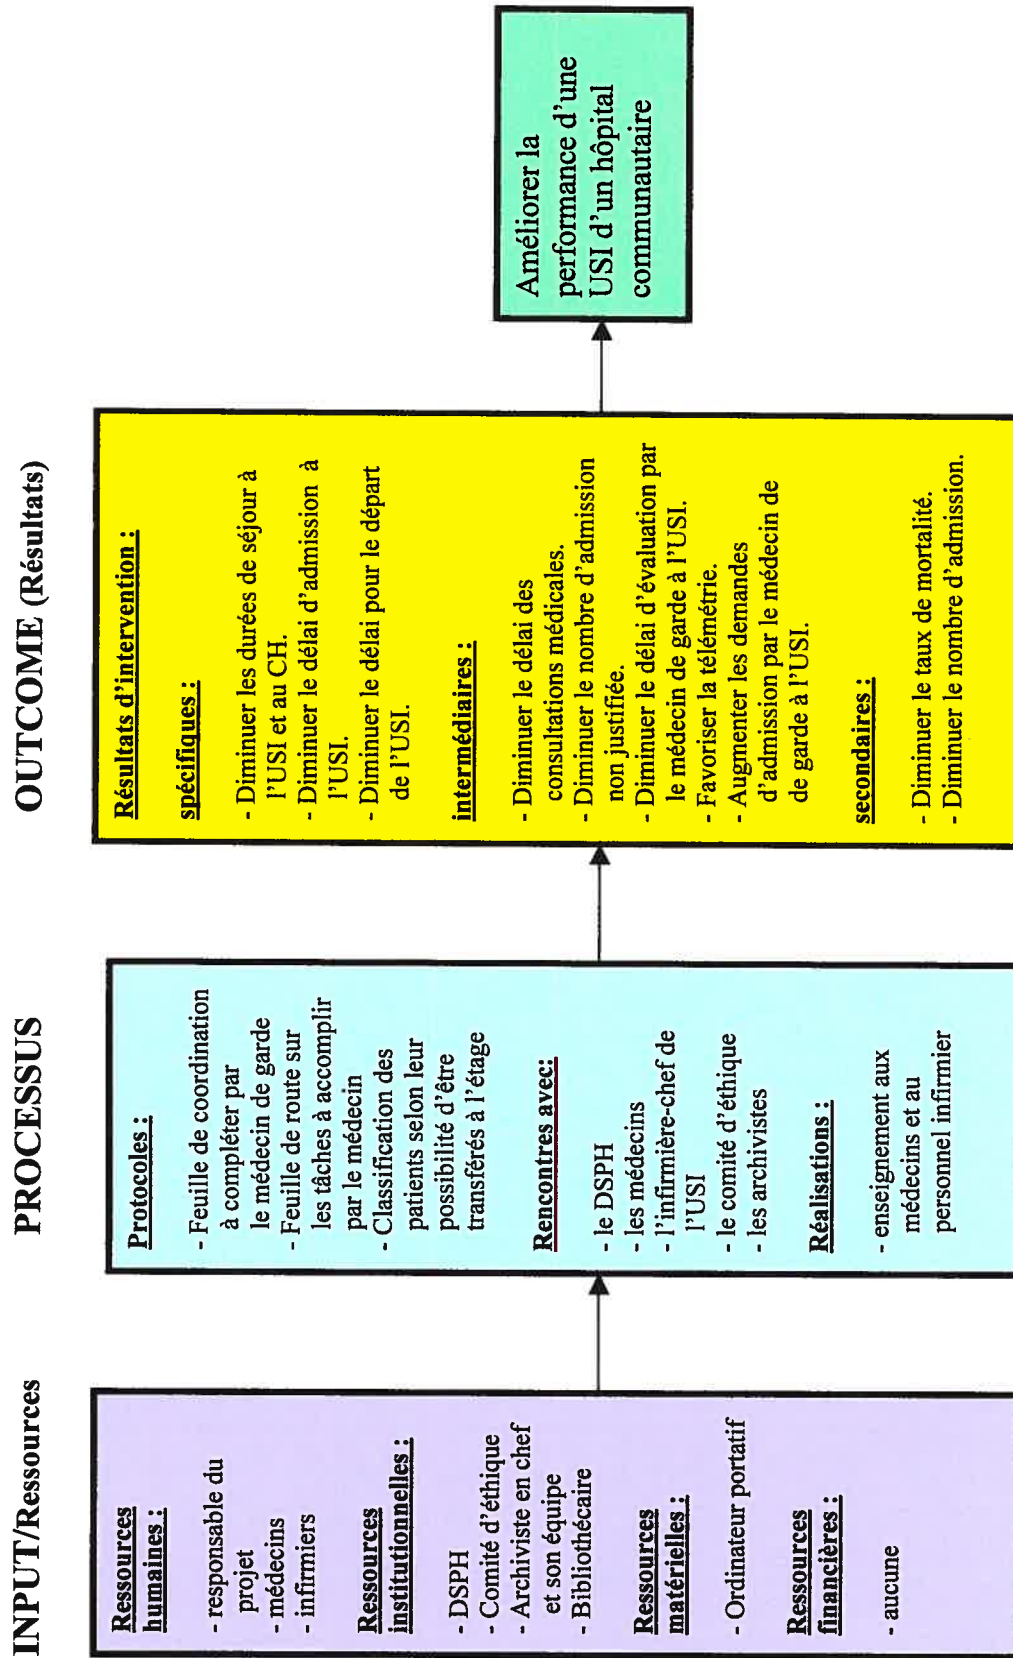 INPUT/Ressources
Ressources
humaines :
- responsable du
projet
- médecins
- infirmiers
Ressources
institutionnelles :
- DSPH
- Comité d'éthique
- Archiviste en chef
et son équipe
- Bibliothécaire
Ressources
matérielles :
- Ordinateur portatif
Ressources
financières :
- aucune
PROCESSUS
Protocoles :
- Feuille de coordination
à compléter par
le médecin de garde
- Feuille de route sur
les tâches à accomplir
par le médecin
- Classification des
patients selon leur
possibilité d'être
transférés à l'étage
Rencontres avec:
- le DSPH
- les médecins
- l'infirmière-chef de
l'USI
- le comité d'éthique
- les archivistes
Réalisations :
- enseignement aux
médecins et au
personnel infirmier
OUTCOME (Résultats)
Résultats d'intervention :
spécifiques :
- Diminuer les durées de séjour à
l'USI et au CH.
- Diminuer le délai d'admission à
l'USI.
- Diminuer le délai pour le départ
de l'USI.
intermédiaires :
- Diminuer le délai des
consultations médicales.
- Diminuer le nombre d'admission
non justifiée.
- Diminuer le délai d'évaluation par
le médecin de garde à l'USI.
- Favoriser la télémétrie.
- Augmenter les demandes
d'admission par le médecin de
de garde à l'USI.
secondaires :
- Diminuer le taux de mortalité.
- Diminuer le nombre d'admission.
Améliorer la
performance d'une
USI d'un hôpital
communautaire